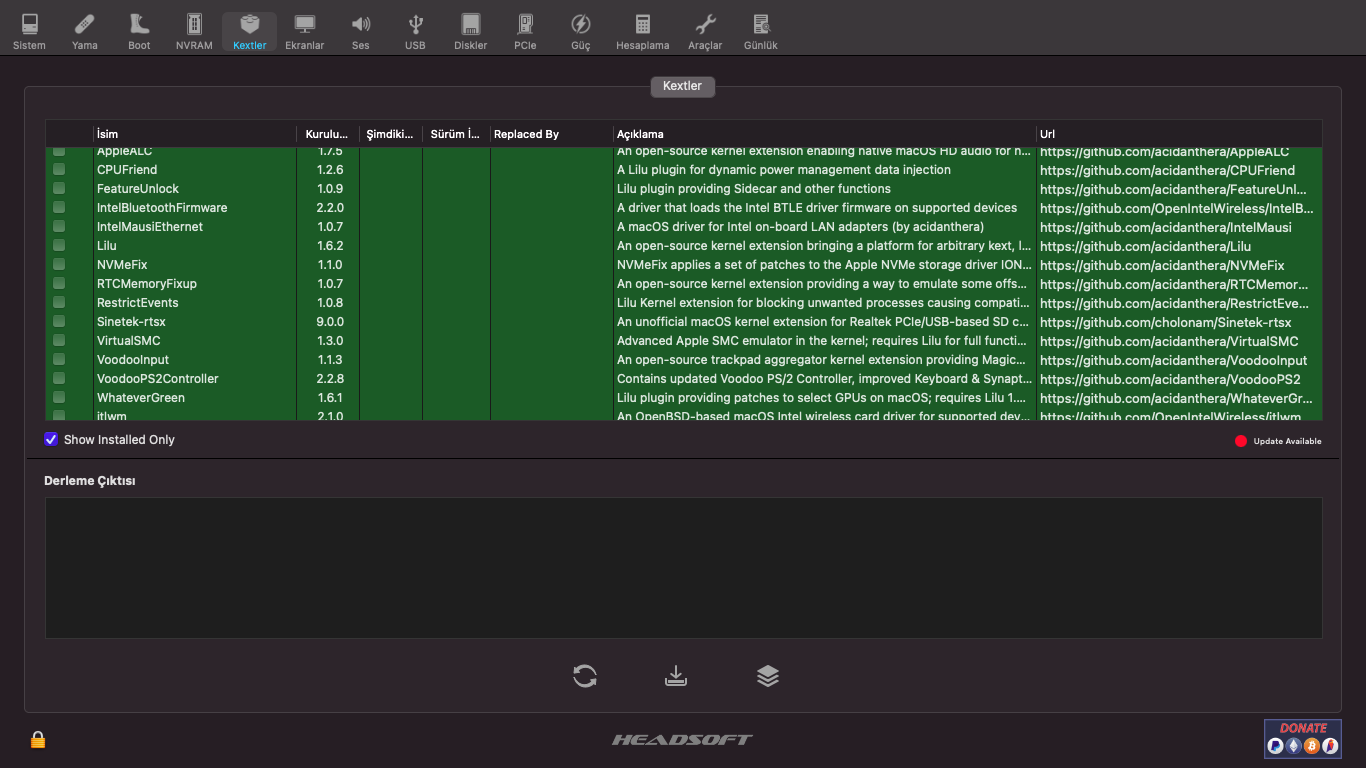 Sistem Yama Boot NVRAM Kextler Ekranlar Ses USB Diskler PCIe Güç Hesaplama Araçlar Günlük
Kextler
İsim Kurulu... Şimdiki... Sürüm İ... Replaced By Açıklama Url
AppleALC 1.7.5 An open-source kernel extension enabling native macOS HD audio for n... https://github.com/acidanthera/AppleALC
CPUFriend 1.2.6 A Lilu plugin for dynamic power management data injection https://github.com/acidanthera/CPUFriend
FeatureUnlock 1.0.9 Lilu plugin providing Sidecar and other functions https://github.com/acidanthera/FeatureUnl...
IntelBluetoothFirmware 2.2.0 A driver that loads the Intel BTLE driver firmware on supported devices https://github.com/OpenIntelWireless/IntelB...
IntelMausiEthernet 1.0.7 A macOS driver for Intel on-board LAN adapters (by acidanthera) https://github.com/acidanthera/IntelMausi
Lilu 1.6.2 An open-source kernel extension bringing a platform for arbitrary kext, l... https://github.com/acidanthera/Lilu
NVMeFix 1.1.0 NVMeFix applies a set of patches to the Apple NVMe storage driver ION... https://github.com/acidanthera/NVMeFix
RTCMemoryFixup 1.0.7 An open-source kernel extension providing a way to emulate some offs... https://github.com/acidanthera/RTCMemor...
RestrictEvents 1.0.8 Lilu Kernel extension for blocking unwanted processes causing compati... https://github.com/acidanthera/RestrictEve...
Sinetek-rtsx 9.0.0 An unofficial macOS kernel extension for Realtek PCIe/USB-based SD c... https://github.com/cholonam/Sinetek-rtsx
VirtualSMC 1.3.0 Advanced Apple SMC emulator in the kernel; requires Lilu for full functi... https://github.com/acidanthera/VirtualSMC
VoodooInput 1.1.3 An open-source trackpad aggregator kernel extension providing Magic... https://github.com/acidanthera/VoodooInput
VoodooPS2Controller 2.2.8 Contains updated Voodoo PS/2 Controller, improved Keyboard & Synapt... https://github.com/acidanthera/VoodooPS2
WhateverGreen 1.6.1 Lilu plugin providing patches to select GPUs on macOS; requires Lilu 1.... https://github.com/acidanthera/WhateverGr...
itlwm 2.1.0 An OpenBSD-based macOS Intel wireless card driver for supported dev... https://github.com/OpenIntelWireless/itlwm
Show Installed Only Update Available
Derleme Çıktısı
HEADSOFT
DONATE